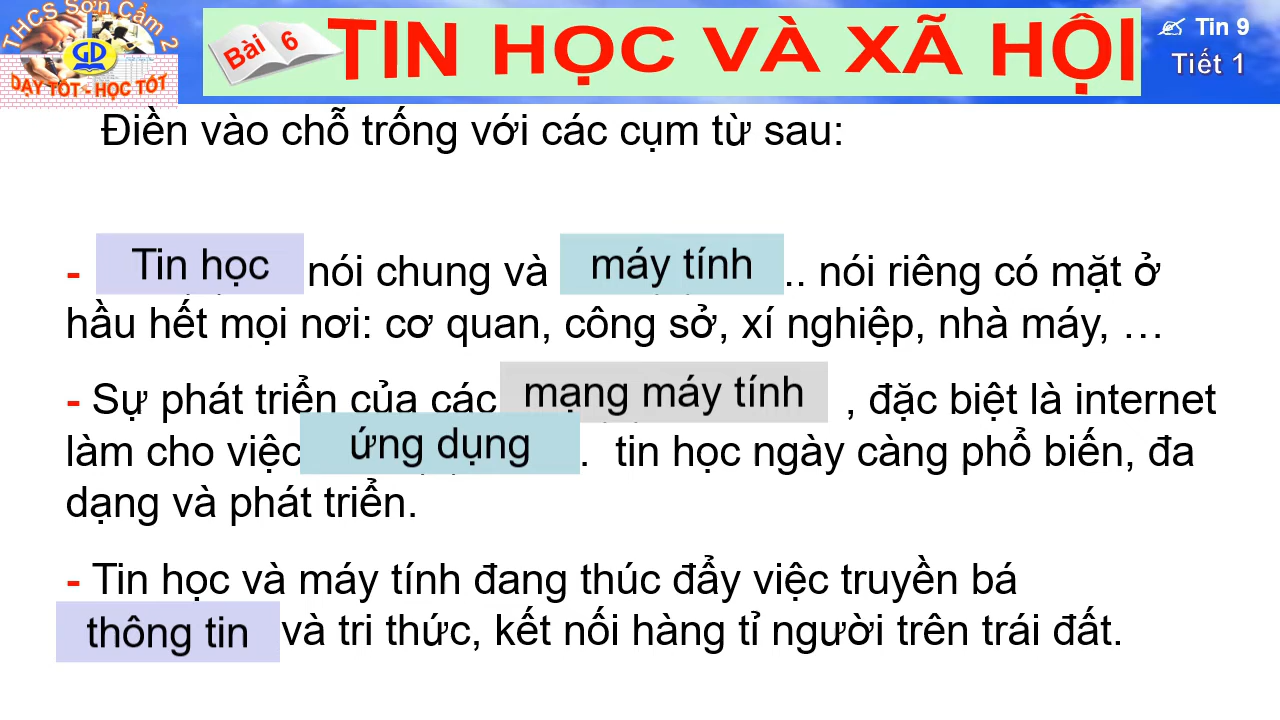 THCS Sơn Cẩm 2
GD
DẠY TỐT - HỌC TỐT
Bài 6
TIN HỌC VÀ XÃ HỘI
Tin 9
Tiết 1
Điền vào chỗ trống với các cụm từ sau:
- Tin học nói chung và máy tính .. nói riêng có mặt ở
hầu hết mọi nơi: cơ quan, công sở, xí nghiệp, nhà máy, …
- Sự phát triển của các mạng máy tính , đặc biệt là internet
làm cho việc ứng dụng . tin học ngày càng phổ biến, đa
dạng và phát triển.
- Tin học và máy tính đang thúc đẩy việc truyền bá
thông tin và tri thức, kết nối hàng tỉ người trên trái đất.